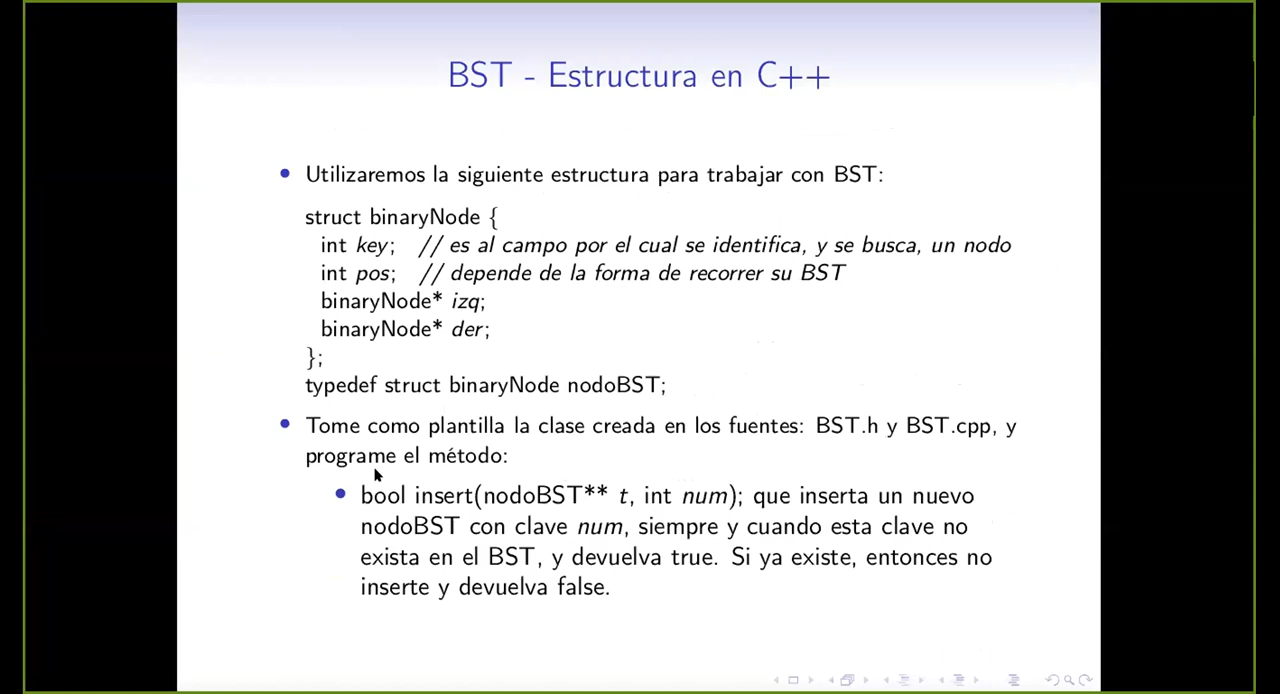 BST - Estructura en C++
• Utilizaremos la siguiente estructura para trabajar con BST:
struct binaryNode {
int key; // es al campo por el cual se identifica, y se busca, un nodo
int pos; // depende de la forma de recorrer su BST
binaryNode* izq;
binaryNode* der;
};
typedef struct binaryNode nodoBST;
• Tome como plantilla la clase creada en los fuentes: BST.h y BST.cpp, y
programe el método:
• bool insert(nodoBST** t, int num); que inserta un nuevo
nodoBST con clave num, siempre y cuando esta clave no
exista en el BST, y devuelva true. Si ya existe, entonces no
inserte y devuelva false.